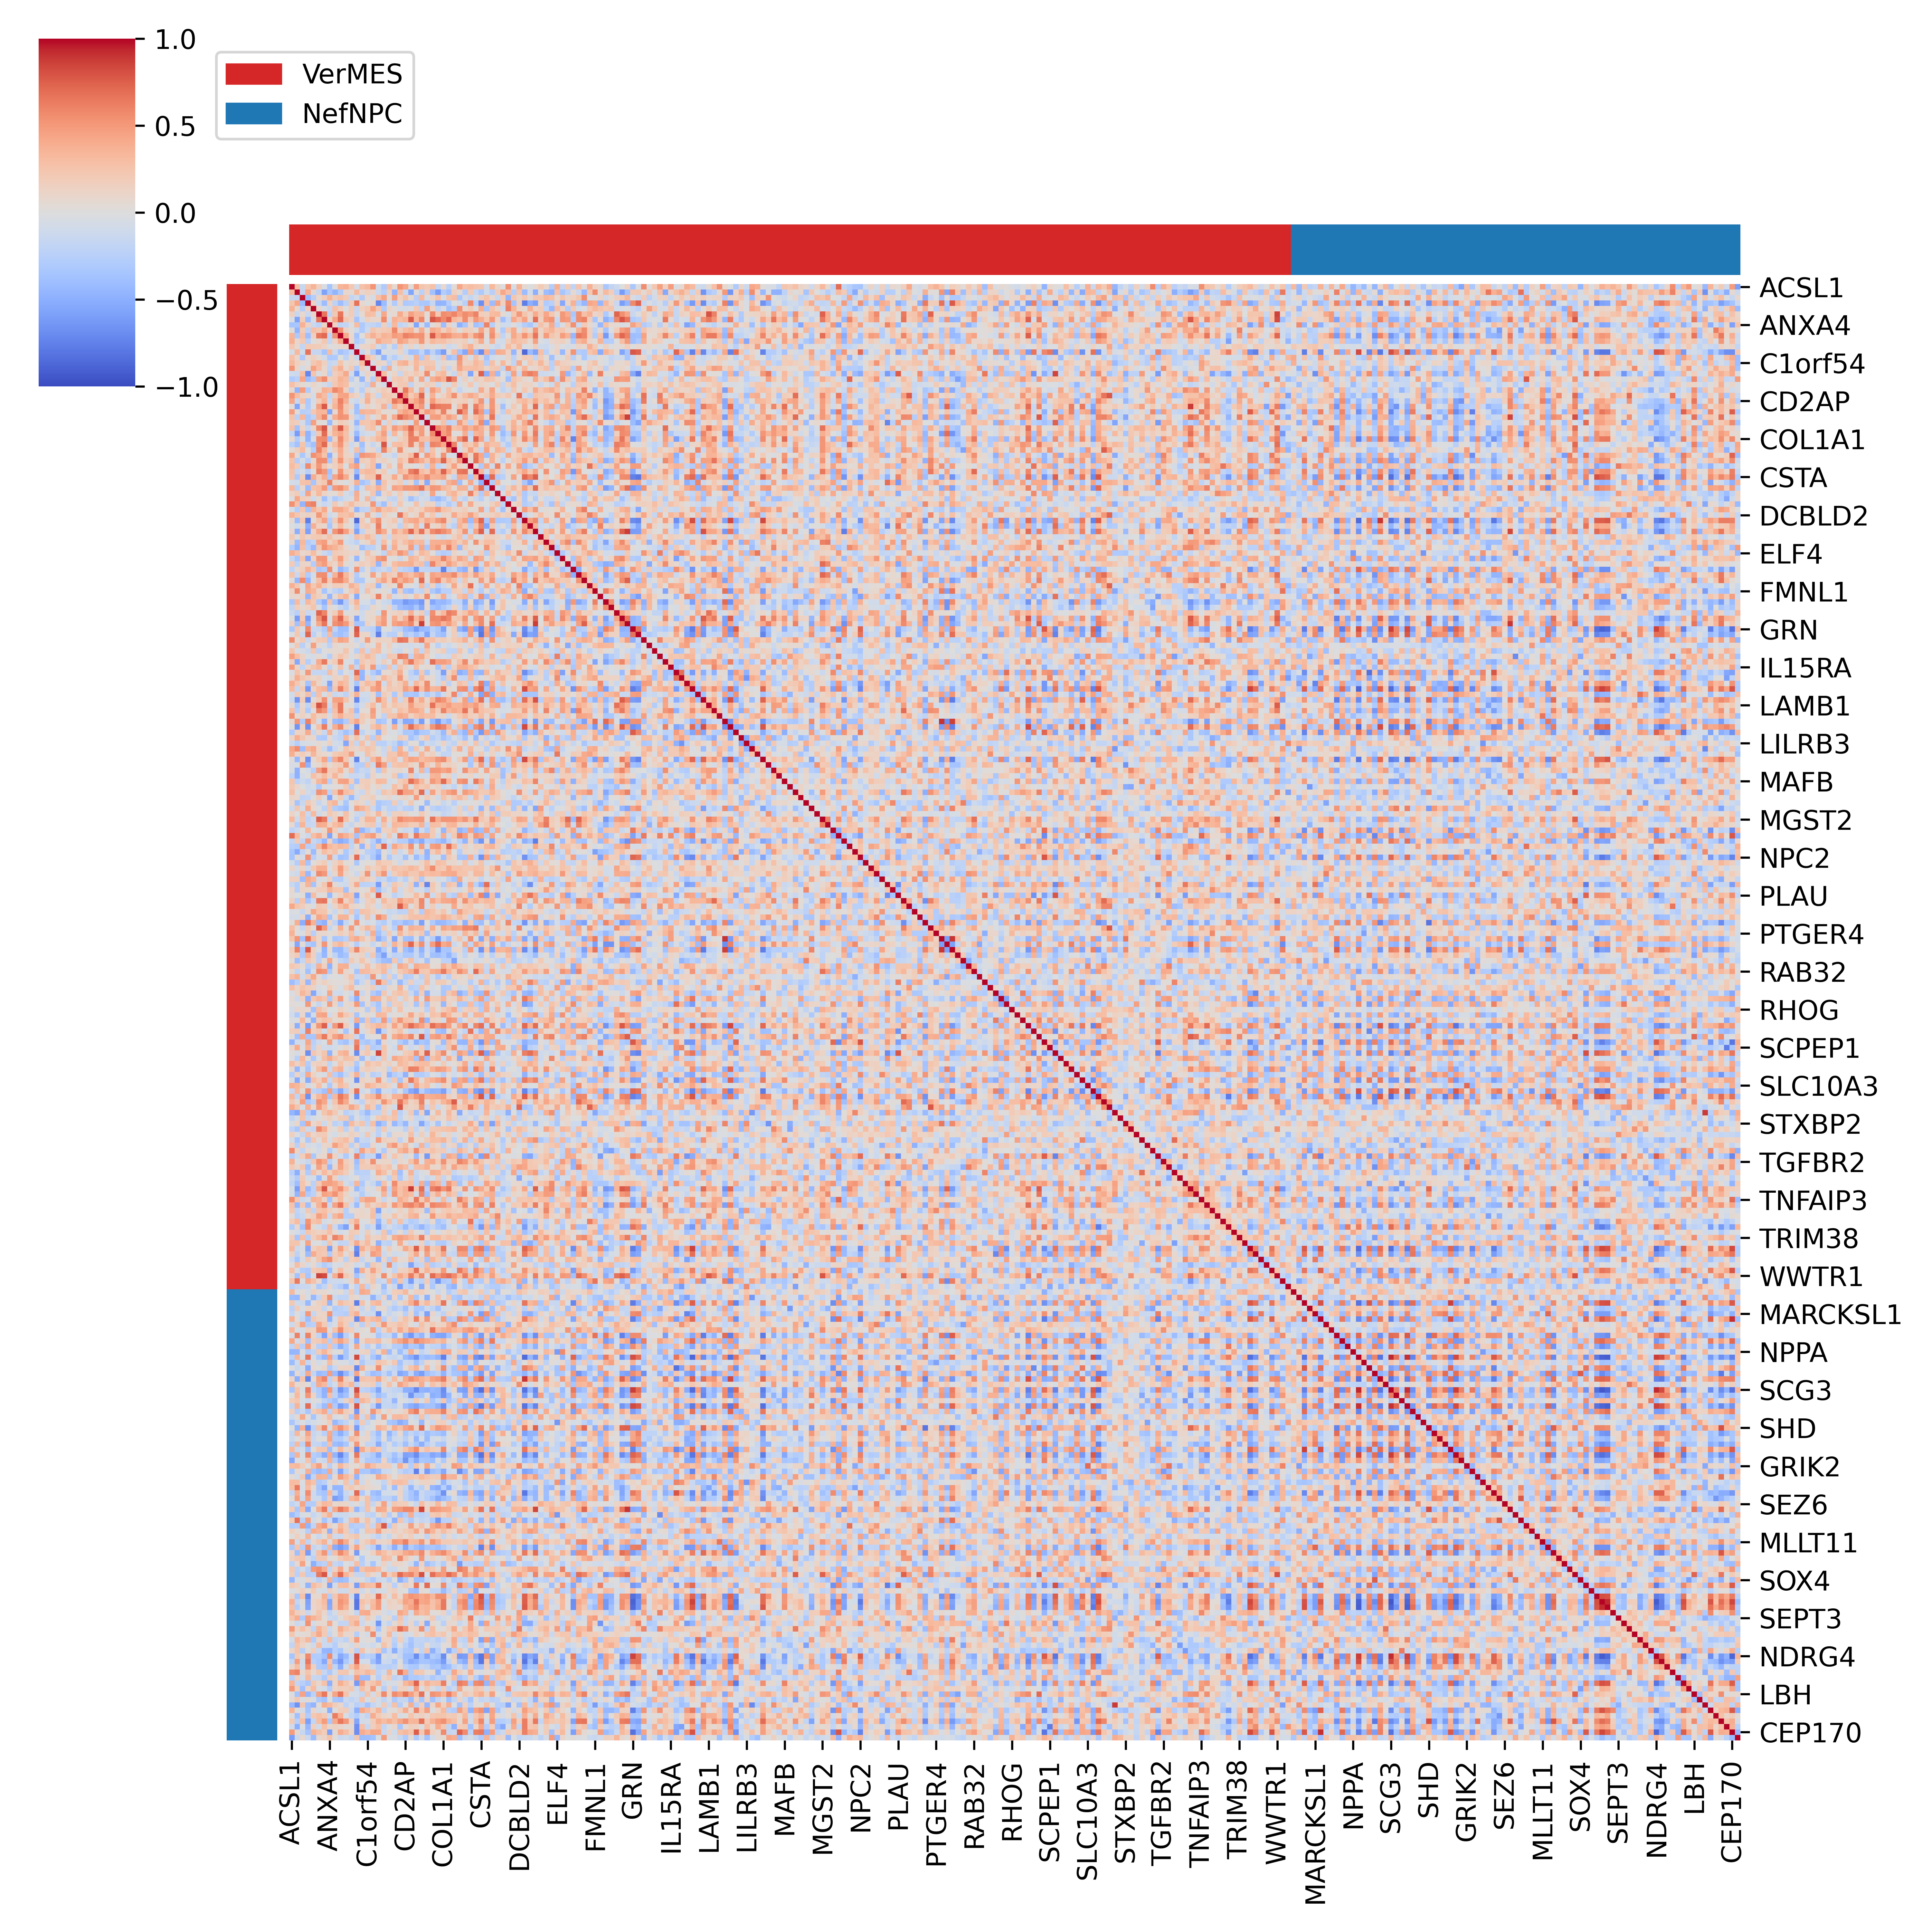 1.0
0.5
0.0
−0.5
−1.0
VerMES
NefNPC
ACSL1
ANXA4
C1orf54
CD2AP
COL1A1
CSTA
DCBLD2
ELF4
FMNL1
GRN
IL15RA
LAMB1
LILRB3
MAFB
MGST2
NPC2
PLAU
PTGER4
RAB32
RHOG
SCPEP1
SLC10A3
STXBP2
TGFBR2
TNFAIP3
TRIM38
WWTR1
MARCKSL1
NPPA
SCG3
SHD
GRIK2
SEZ6
MLLT11
SOX4
SEPT3
NDRG4
LBH
CEP170
ACSL1
ANXA4
C1orf54
CD2AP
COL1A1
CSTA
DCBLD2
ELF4
FMNL1
GRN
IL15RA
LAMB1
LILRB3
MAFB
MGST2
NPC2
PLAU
PTGER4
RAB32
RHOG
SCPEP1
SLC10A3
STXBP2
TGFBR2
TNFAIP3
TRIM38
WWTR1
MARCKSL1
NPPA
SCG3
SHD
GRIK2
SEZ6
MLLT11
SOX4
SEPT3
NDRG4
LBH
CEP170